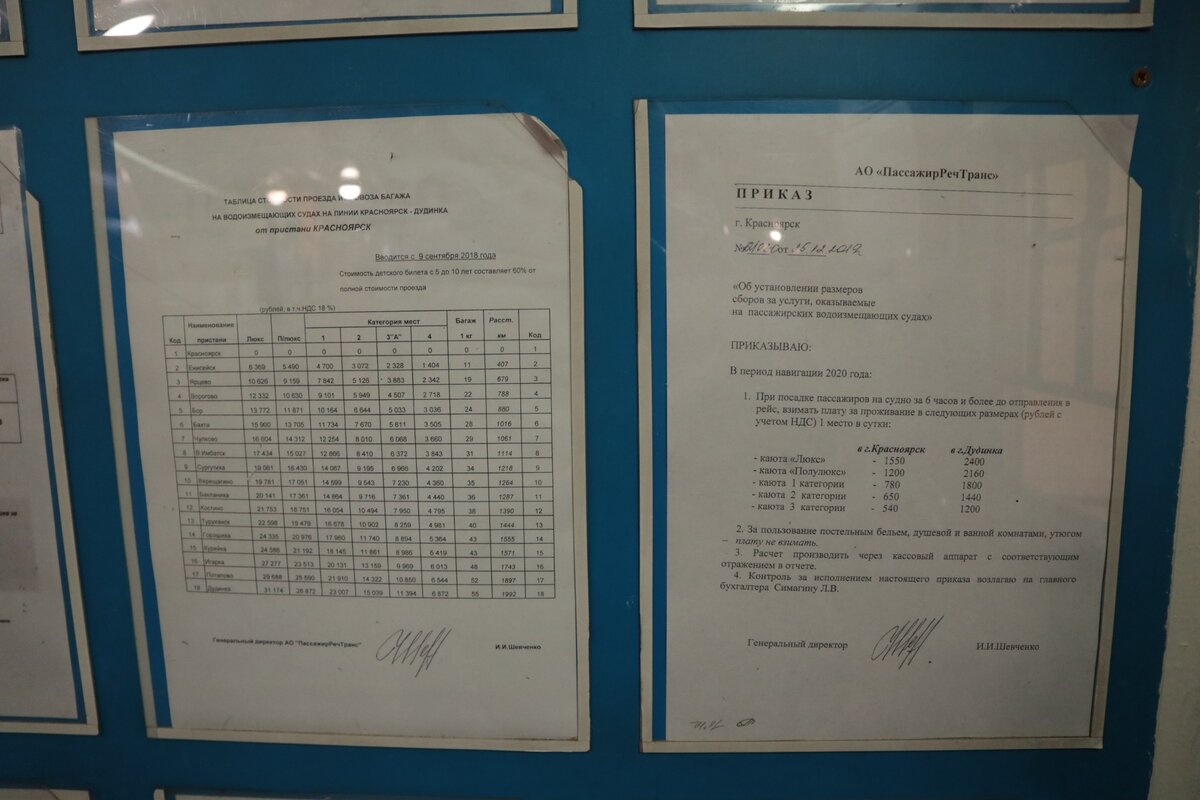 ТАБЛИЦА СТ ОСТИ ПРОЕЗДА И ВОЗА БАГАЖА
НА ВОДОИЗМЕЩАЮЩИХ СУДАХ НА ЛИНИИ КРАСНОЯРСК - ДУДИНКА
от пристани КРАСНОЯРСК
Вводится с 9 сентября 2018 года
Стоимость детского билета с 5 до 10 лет составляет 60% от
полной стоимости проезда
(рублей, в т.ч.НДС 18 %)
Код Наименование пристани Люкс П/люкс Категория мест Багаж Расст. Код
1 2 3"А" 4 1 кг км
1 Красноярск 0 0 0 0 0 0 0 0 1
2 Енисейск 6 369 5 490 4 700 3 072 2 328 1 404 11 407 2
3 Ярцево 10 626 9 159 7 842 5 126 3 883 2 342 19 679 3
4 Ворогово 12 332 10 630 9 101 5 949 4 507 2 718 22 788 4
5 Бор 13 772 11 871 10 164 6 644 5 033 3 036 24 880 5
6 Бахта 15 900 13 705 11 734 7 670 5 811 3 505 28 1016 6
7 Чулково 16 604 14 312 12 254 8 010 6 068 3 660 29 1061 7
8 В.Имбатск 17 434 15 027 12 866 8 410 6 372 3 843 31 1114 8
9 Сургутиха 19 061 16 430 14 067 9 195 6 966 4 202 34 1218 9
10 Верещагино 19 781 17 051 14 599 9 543 7 230 4 360 35 1264 10
11 Бакланиха 20 141 17 361 14 864 9 716 7 361 4 440 36 1287 11
12 Костино 21 753 18 751 16 054 10 494 7 950 4 795 38 1390 12
13 Туруханск 22 598 19 479 16 678 10 902 8 259 4 981 40 1444 13
14 Горошиха 24 335 20 976 17 960 11 740 8 894 5 364 43 1555 14
15 Курейка 24 586 21 192 18 145 11 861 8 986 5 419 43 1571 15
16 Игарка 27 277 23 513 20 131 13 159 9 969 6 013 48 1743 16
17 Потапово 29 688 25 590 21 910 14 322 10 850 6 544 52 1897 17
18 Дудинка 31 174 26 872 23 007 15 039 11 394 6 872 55 1992 18
Генеральный директор АО "ПассажирРечТранс" И.И.Шевченко
АО «ПассажирРечТранс»
ПРИКАЗ
г. Красноярск
№ от 12.2019
«Об установлении размеров
сборов за услуги, оказываемые
на пассажирских водоизмещающих судах»
ПРИКАЗЫВАЮ:
В период навигации 2020 года:
1. При посадке пассажиров на судно за 6 часов и более до отправления в
рейс, взимать плату за проживание в следующих размерах (рублей с
учетом НДС) 1 место в сутки:
в г.Красноярск в г.Дудинка
- каюта «Люкс» - 1550 2400
- каюта «Полулюкс» - 1200 2160
- каюта 1 категории - 780 1800
- каюта 2 категории - 650 1440
- каюта 3 категории - 540 1200
2. За пользование постельным бельем, душевой и ванной комнатами, утюгом
– плату не взимать.
3. Расчет производить через кассовый аппарат с соответствующим
отражением в отчете.
4. Контроль за исполнением настоящего приказа возлагаю на главного
бухгалтера Симагину Л.В.
Генеральный директор И.И.Шевченко